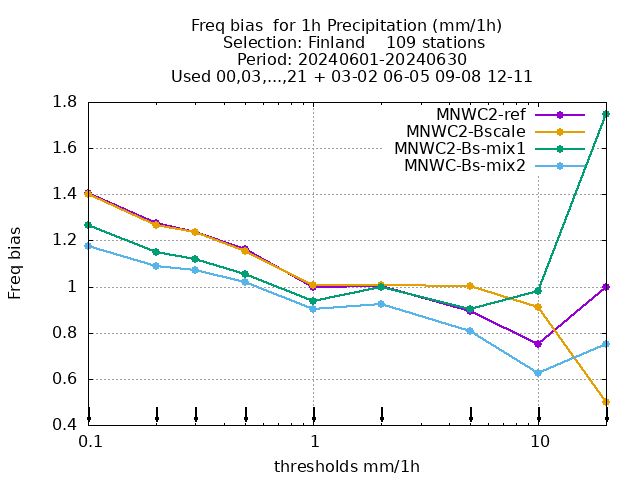 Freq bias  for 1h Precipitation (mm/1h)
Selection: Finland    109 stations
Period: 20240601-20240630
Used 00,03,...,21 + 03-02 06-05 09-08 12-11
MNWC2-ref
MNWC2-Bscale
MNWC2-Bs-mix1
MNWC-Bs-mix2
1.8
1.6
1.4
1.2
1
0.8
0.6
0.4
Freq bias
0.1 1 10
thresholds mm/1h